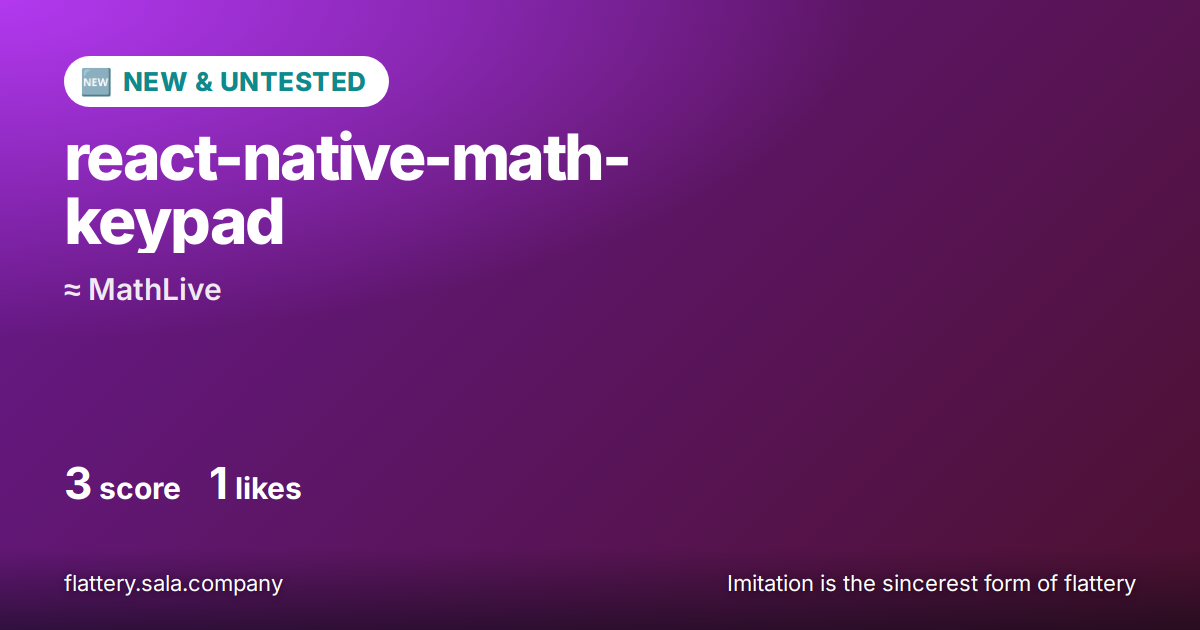 🆕 NEW & UNTESTED
react-native-math-
keypad
≈ MathLive
3 score 1 likes
flattery.sala.company
Imitation is the sincerest form of flattery